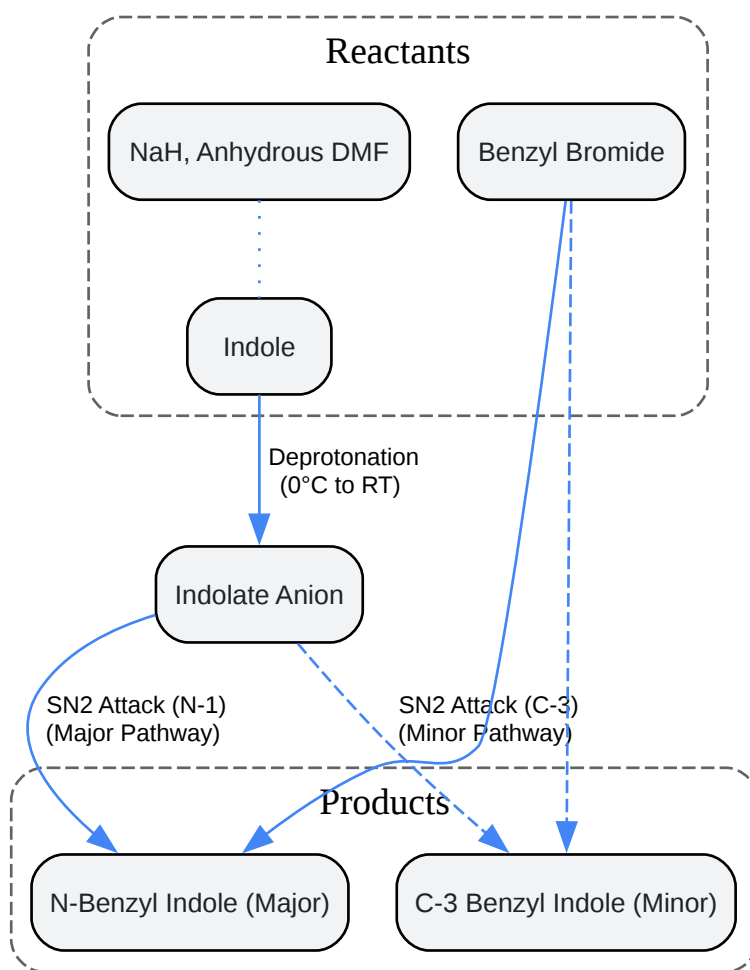 Reactants
NaH, Anhydrous DMF
Benzyl Bromide
Indole
Deprotonation
(0°C to RT)
Indolate Anion
SN2 Attack (N-1)
(Major Pathway)
SN2 Attack (C-3)
(Minor Pathway)
Products
N-Benzyl Indole (Major)
C-3 Benzyl Indole (Minor)